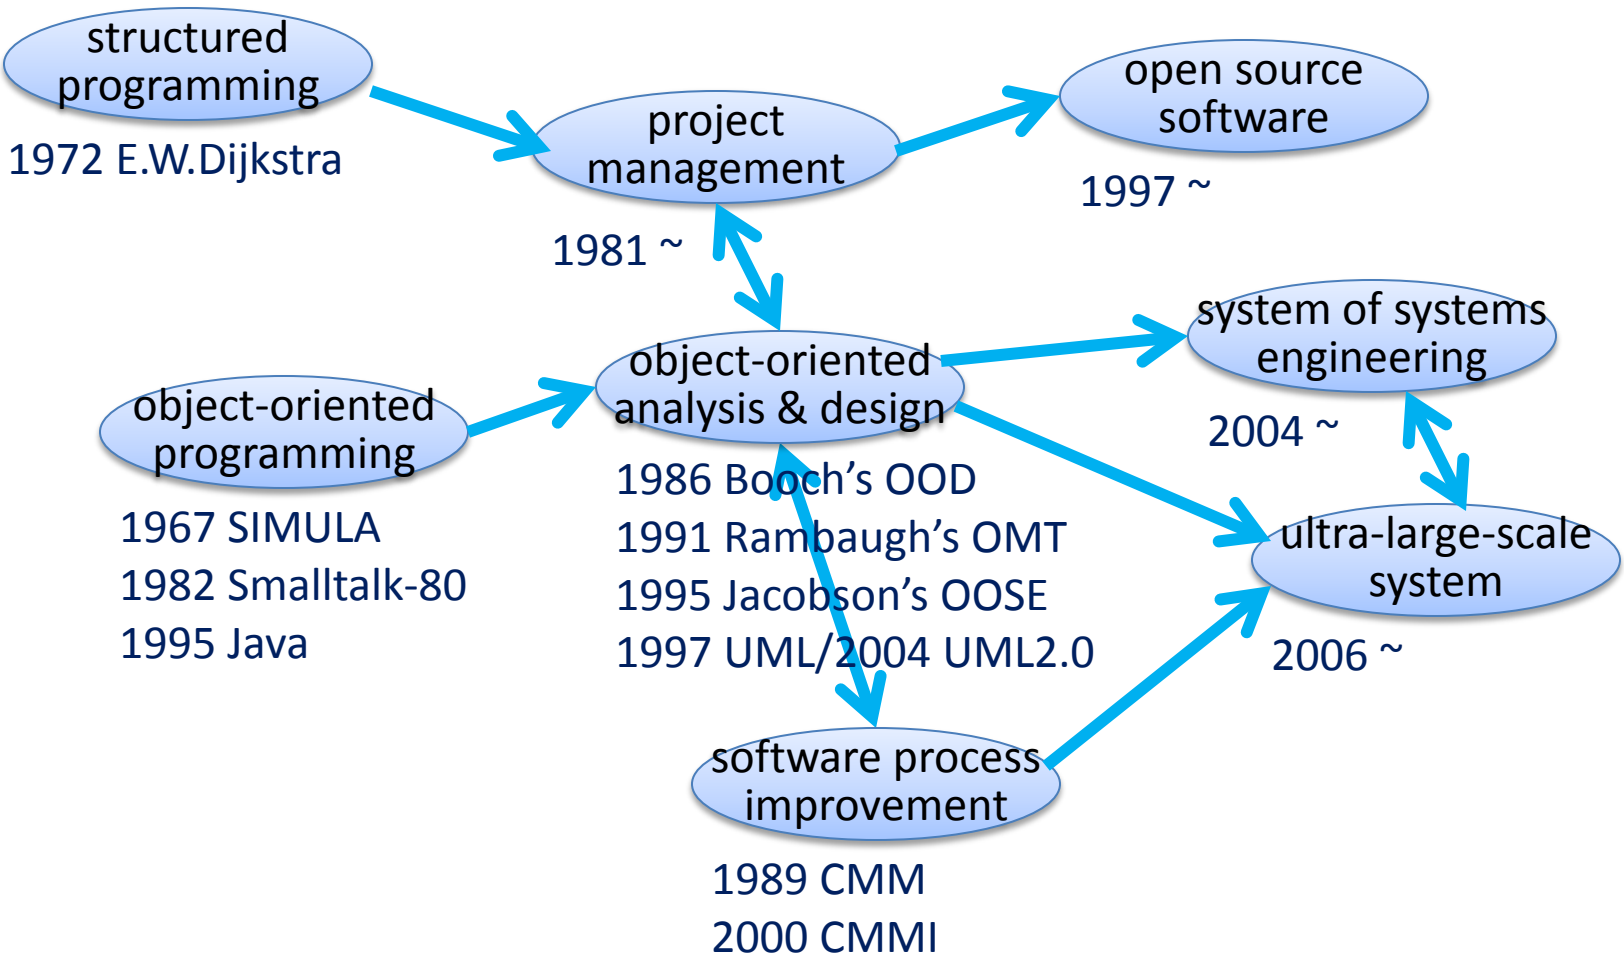 structured
programming
1972 E.W.Dijkstra
project
management
1981 ~
open source
software
1997 ~
object-oriented
programming
1967 SIMULA
1982 Smalltalk-80
1995 Java
object-oriented
analysis & design
1986 Booch's OOD
1991 Rambaugh's OMT
1995 Jacobson's OOSE
1997 UML/2004 UML2.0
system of systems
engineering
2004 ~
ultra-large-scale
system
2006 ~
software process
improvement
1989 CMM
2000 CMMI